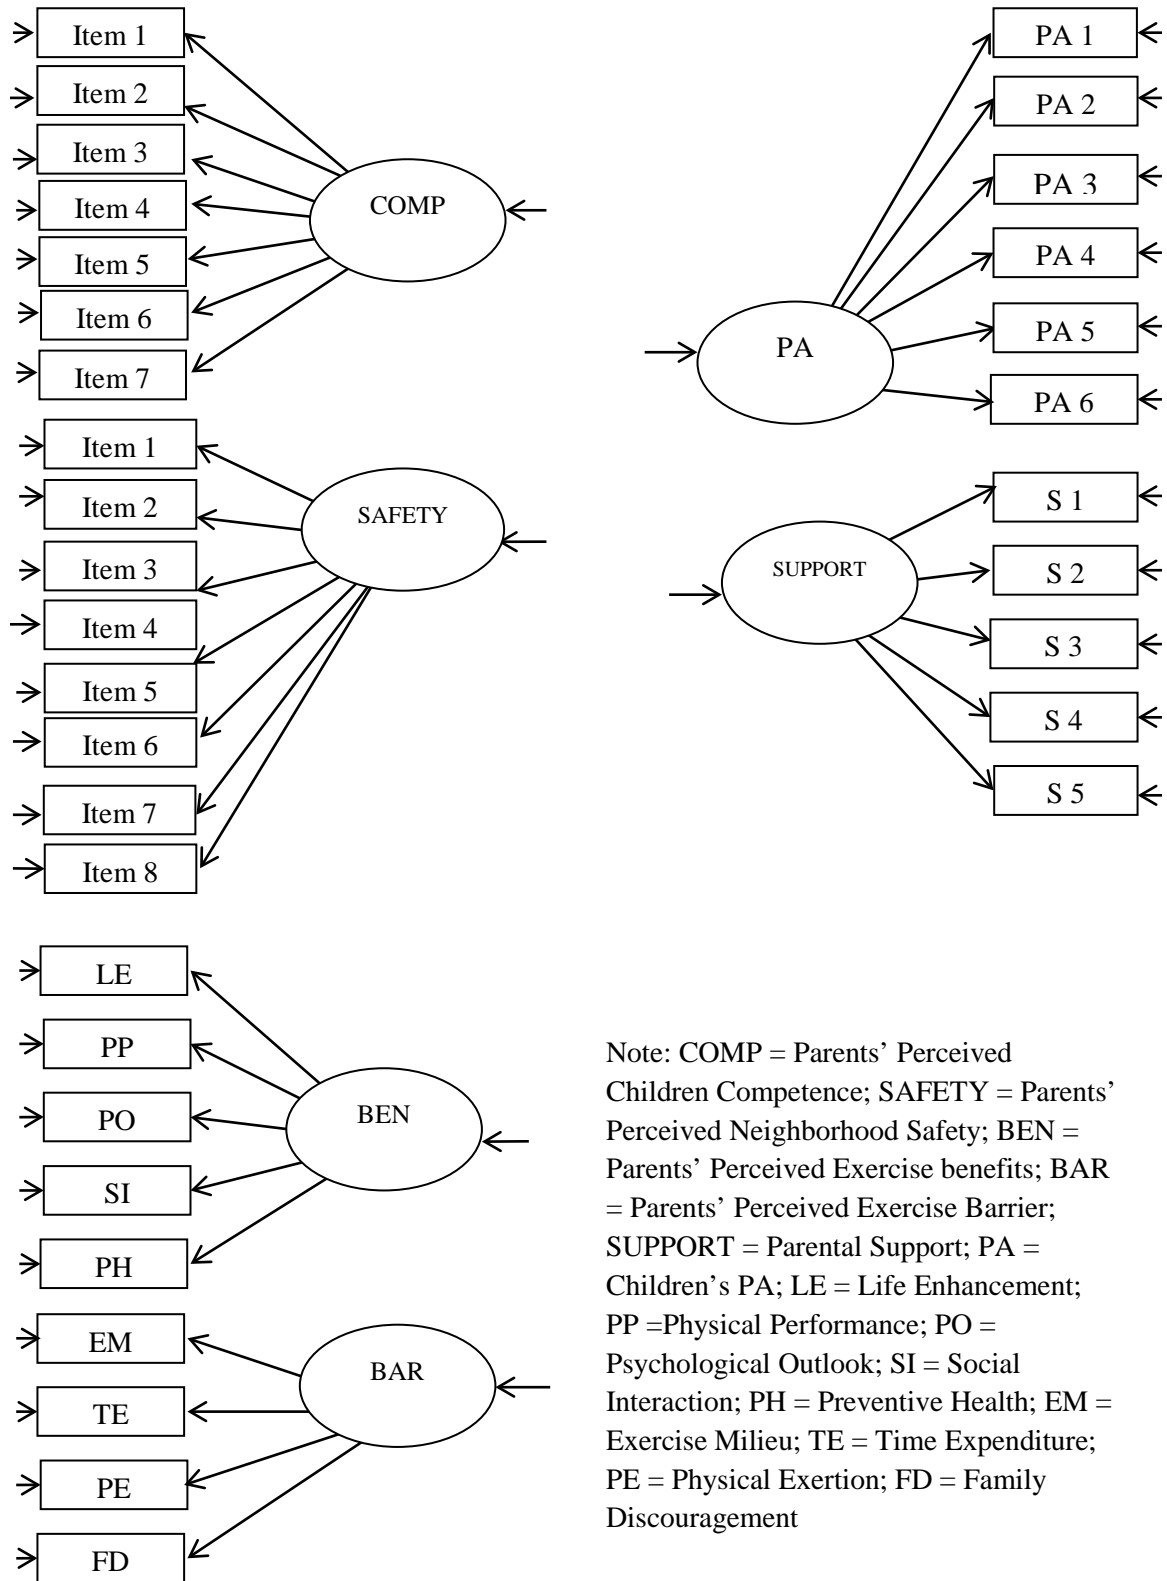 Item 1
Item 2
Item 3
Item 4
Item 5
Item 6
Item 7
COMP
Item 1
Item 2
Item 3
Item 4
Item 5
Item 6
Item 7
Item 8
SAFETY
LE
PP
PO
SI
PH
BEN
EM
TE
PE
FD
BAR
PA
PA 1
PA 2
PA 3
PA 4
PA 5
PA 6
SUPPORT
S 1
S 2
S 3
S 4
S 5
Note: COMP = Parents’ Perceived
Children Competence; SAFETY = Parents’
Perceived Neighborhood Safety; BEN =
Parents’ Perceived Exercise benefits; BAR
= Parents’ Perceived Exercise Barrier;
SUPPORT = Parental Support; PA =
Children’s PA; LE = Life Enhancement;
PP =Physical Performance; PO =
Psychological Outlook; SI = Social
Interaction; PH = Preventive Health; EM =
Exercise Milieu; TE = Time Expenditure;
PE = Physical Exertion; FD = Family
Discouragement